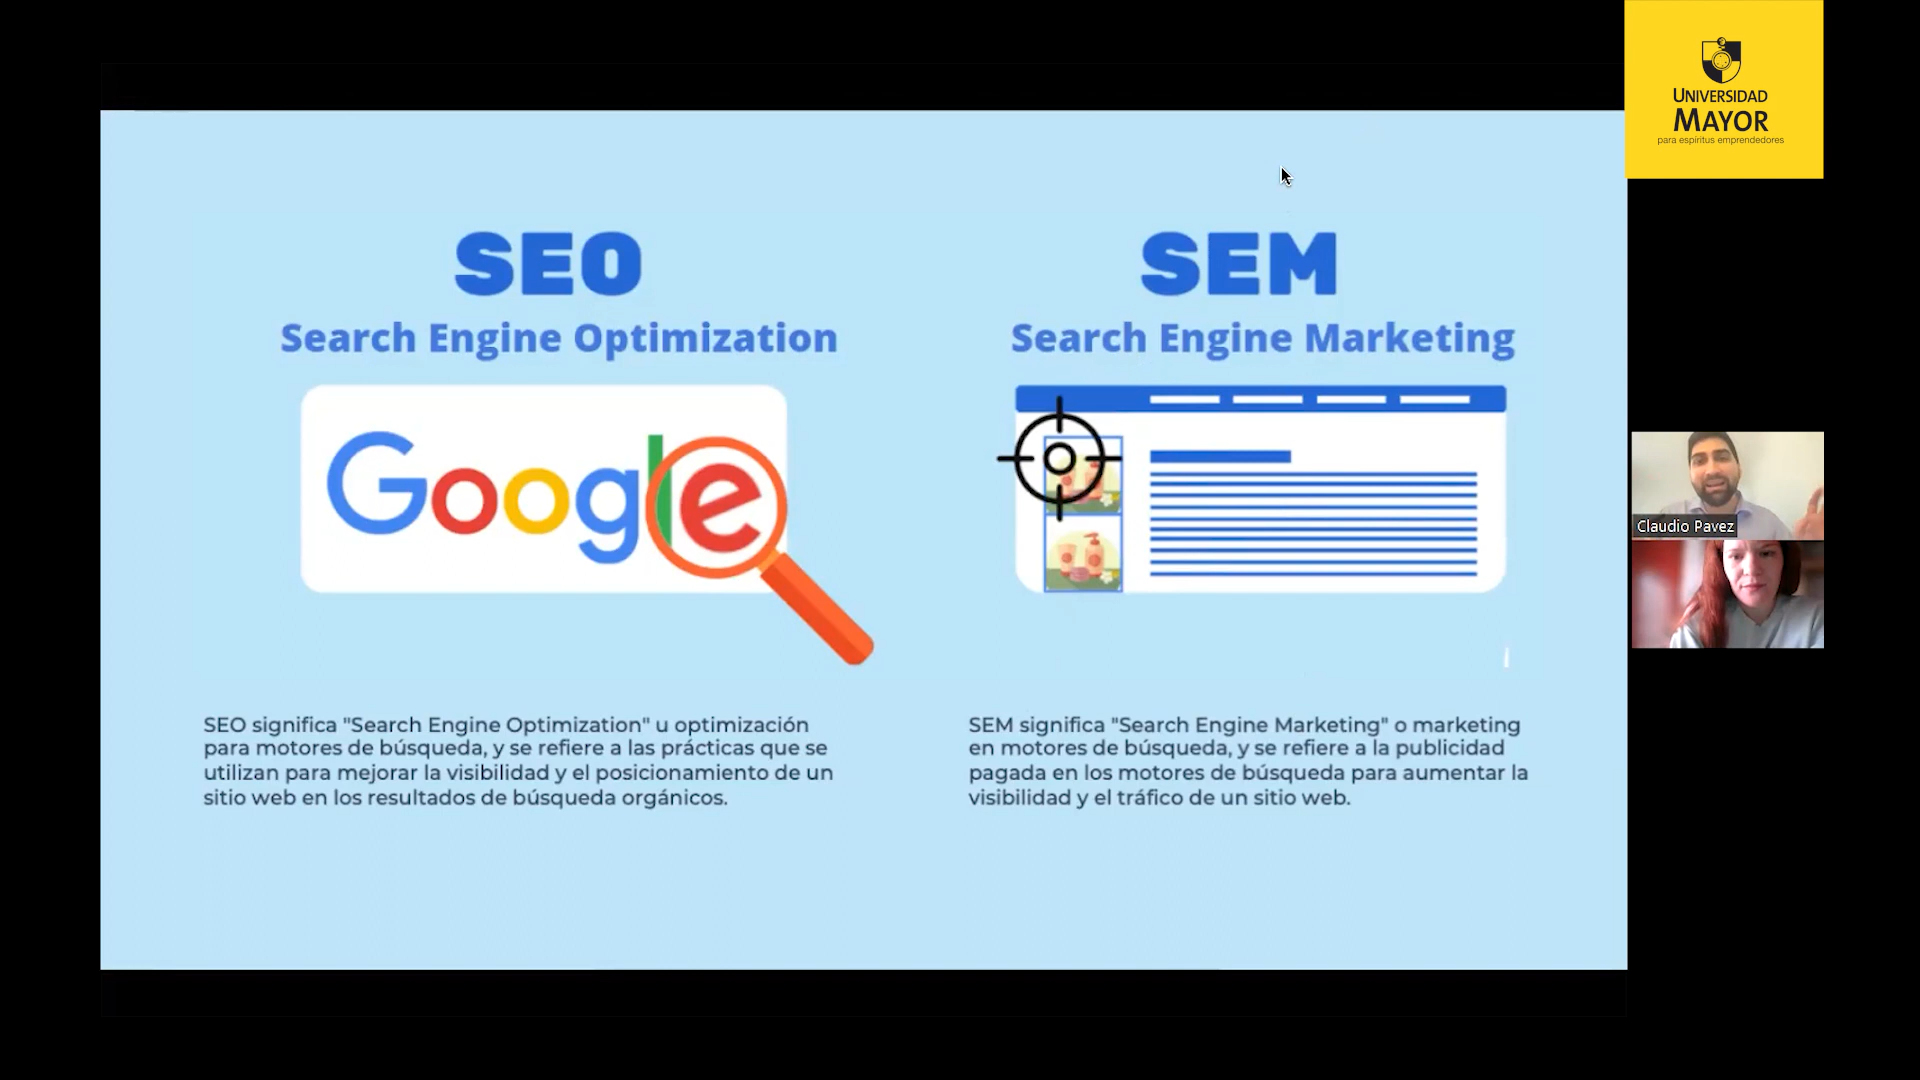 UNIVERSIDAD
MAYOR
para espíritus emprendedores
SEO
Search Engine Optimization
Google
SEO significa "Search Engine Optimization" u optimización
para motores de búsqueda, y se refiere a las prácticas que se
utilizan para mejorar la visibilidad y el posicionamiento de un
sitio web en los resultados de búsqueda orgánicos.
SEM
Search Engine Marketing
SEM significa "Search Engine Marketing" o marketing
en motores de búsqueda, y se refiere a la publicidad
pagada en los motores de búsqueda para aumentar la
visibilidad y el tráfico de un sitio web.
Claudio Pavez